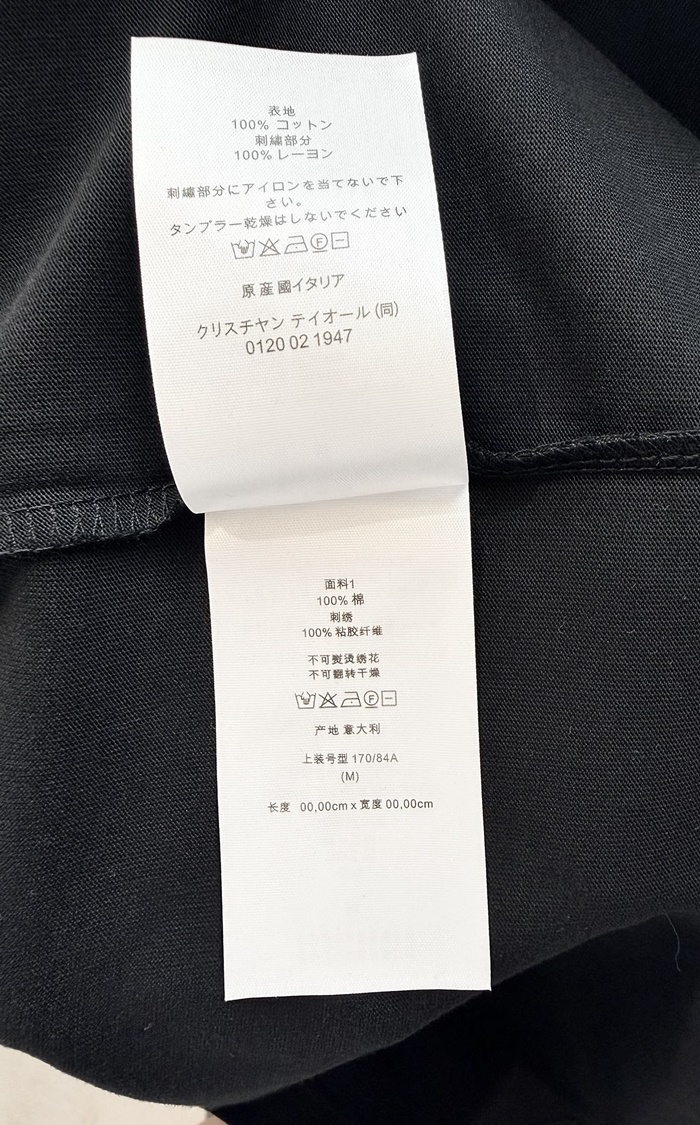 表地
100% コットン
刺繍部分
100% レーヨン
刺繍部分にアイロンを当てないで下
さい。
タンブラー乾燥はしないでください
F
原産國イタリア
クリスチヤン テイオール (同)
0120 02 1947
面料1
100% 棉
刺绣
100% 粘胶纤维
不可熨烫绣花
不可翻转干燥
F
产地 意大利
上装号型 170/84A
(M)
长度 00,00cm x 宽度 00,00cm